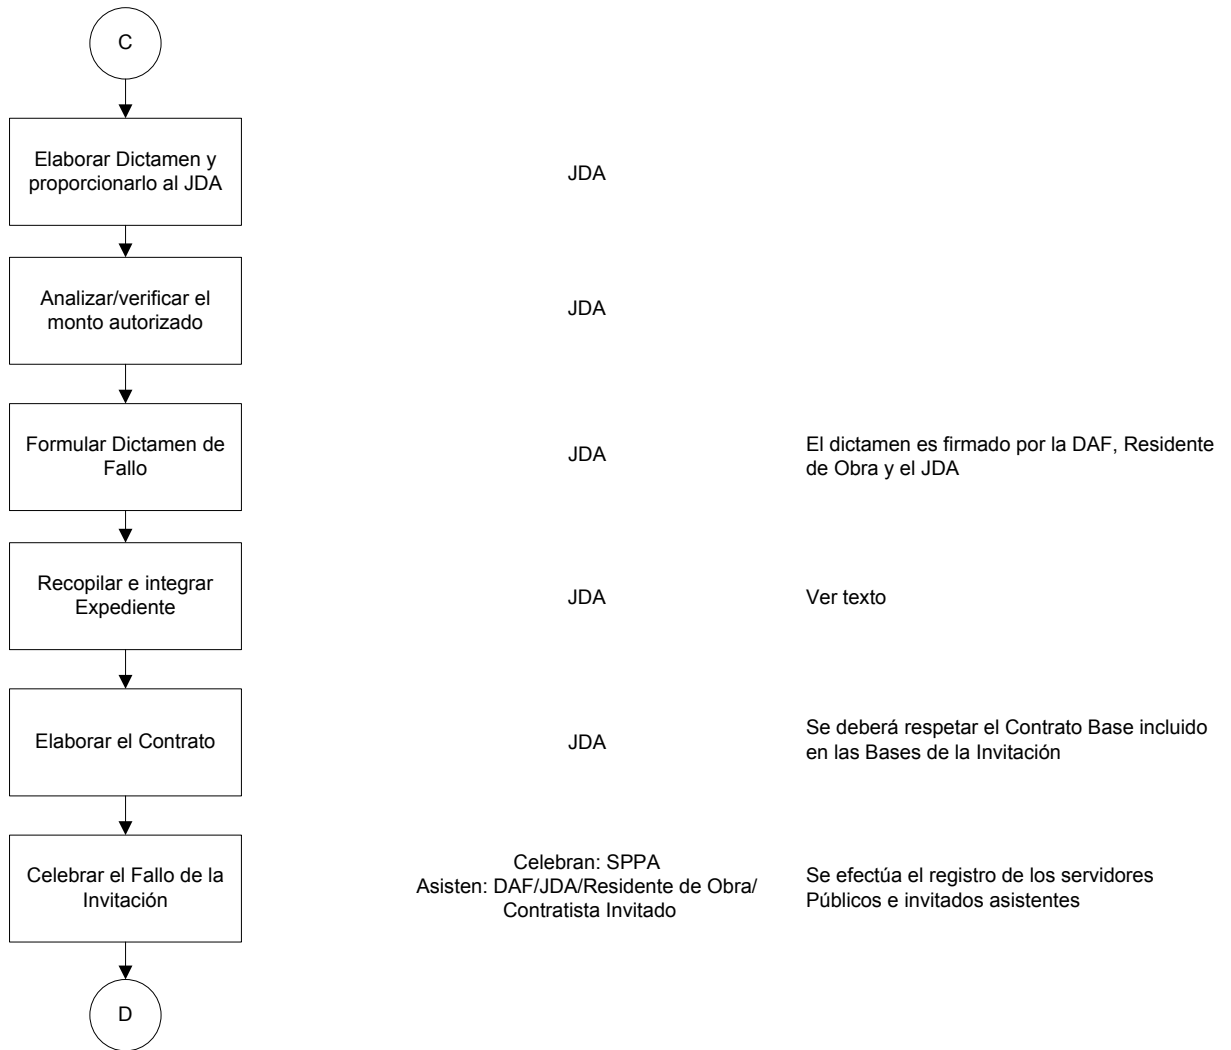 C
Elaborar Dictamen y
proporcionarlo al JDA
JDA
Analizar/verificar el
monto autorizado
JDA
Formular Dictamen de
Fallo
JDA
El dictamen es firmado por la DAF, Residente
de Obra y el JDA
Recopilar e integrar
Expediente
JDA
Ver texto
Elaborar el Contrato
JDA
Se deberá respetar el Contrato Base incluido
en las Bases de la Invitación
Celebrar el Fallo de la
Invitación
Celebran: SPPA
Asisten: DAF/JDA/Residente de Obra/
Contratista Invitado
Se efectúa el registro de los servidores
Públicos e invitados asistentes
D